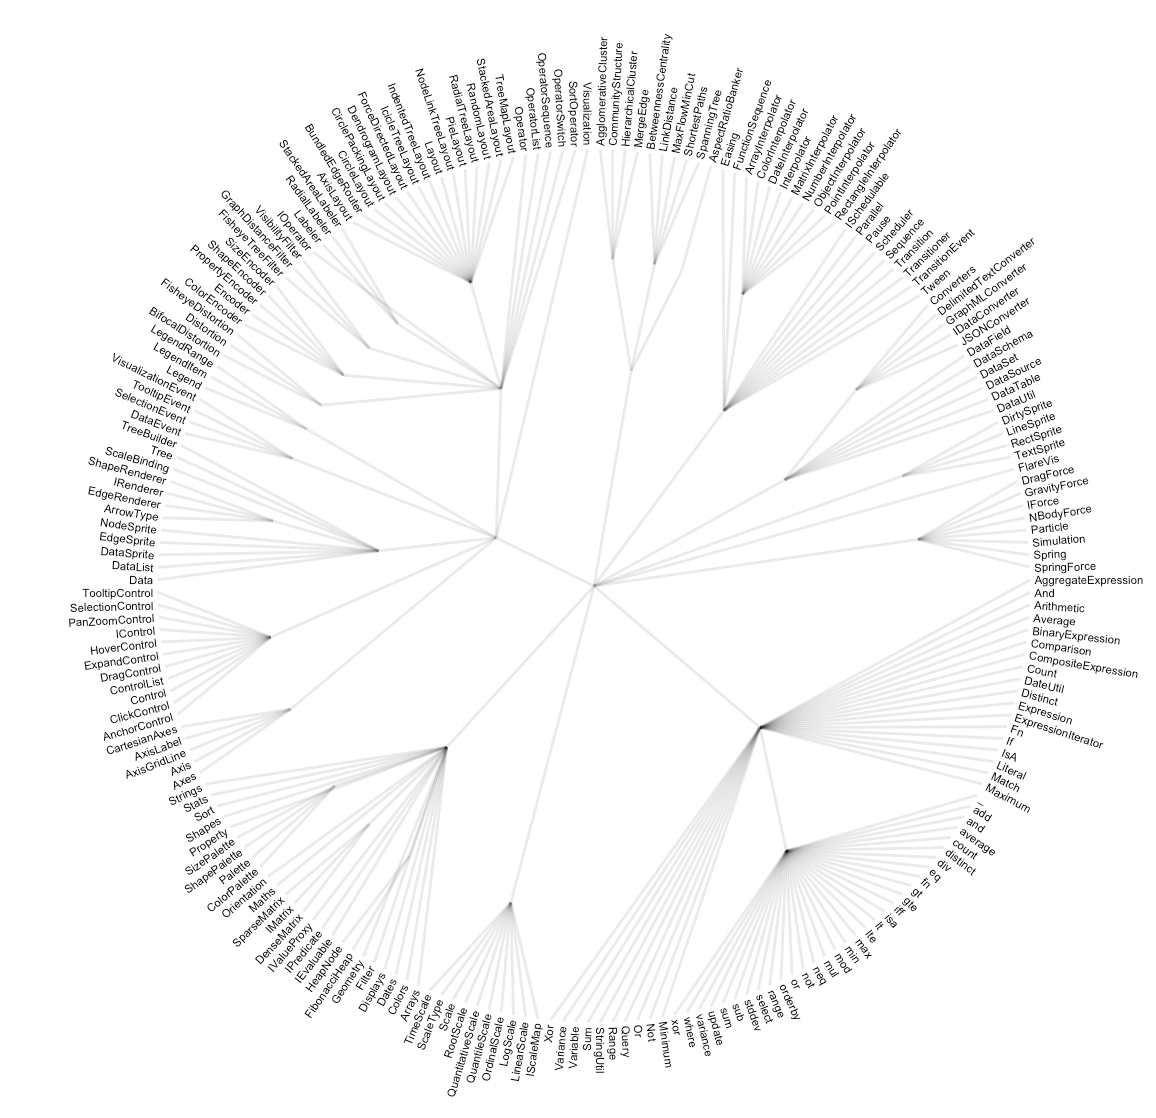 AgglomerativeCluster
CommunityStructure
HierarchicalCluster
MergeEdge
BetweennessCentrality
LinkDistance
MaxFlowMinCut
ShortestPaths
SpanningTree
AspectRatioBanker
Easing
FunctionSequence
ArrayInterpolator
ColorInterpolator
DateInterpolator
Interpolator
MatrixInterpolator
NumberInterpolator
ObjectInterpolator
PointInterpolator
RectangleInterpolator
ISchedulable
Parallel
Pause
Scheduler
Sequence
Transition
Transitioner
TransitionEvent
Tween
Converters
DelimitedTextConverter
GraphMLConverter
IDataConverter
JSONConverter
DataField
DataSchema
DataSet
DataSource
DataTable
DataUtil
DirtySprite
LineSprite
RectSprite
TextSprite
FlareVis
DragForce
GravityForce
IForce
NBodyForce
Particle
Simulation
Spring
SpringForce
AggregateExpression
And
Arithmetic
Average
BinaryExpression
Comparison
CompositeExpression
Count
DateUtil
Distinct
Expression
ExpressionIterator
Fn
If
IsA
Literal
Match
Maximum
_
add
and
average
count
distinct
div
eq
fn
gt
gte
iff
isa
lt
lte
max
min
mod
mul
neq
not
or
orderby
range
select
stddev
sub
sum
update
variance
where
xor
Minimum
Not
Or
Query
Range
StringUtil
Sum
Variable
Variance
Xor
IScaleMap
LinearScale
LogScale
OrdinalScale
QuantileScale
QuantitativeScale
RootScale
Scale
ScaleType
TimeScale
Arrays
Colors
Dates
Displays
Filter
Geometry
FibonacciHeap
HeapNode
IEvaluable
IPredicate
IValueProxy
DenseMatrix
IMatrix
SparseMatrix
Maths
Orientation
ColorPalette
Palette
ShapePalette
SizePalette
Property
Shapes
Sort
Stats
Strings
Axes
Axis
AxisGridLine
AxisLabel
CartesianAxes
AnchorControl
ClickControl
Control
ControlList
DragControl
ExpandControl
HoverControl
IControl
PanZoomControl
SelectionControl
TooltipControl
Data
DataList
DataSprite
EdgeSprite
NodeSprite
ArrowType
EdgeRenderer
IRenderer
ShapeRenderer
ScaleBinding
Tree
TreeBuilder
DataEvent
SelectionEvent
TooltipEvent
VisualizationEvent
Legend
LegendItem
LegendRange
BifocalDistortion
Distortion
FisheyeDistortion
ColorEncoder
Encoder
PropertyEncoder
ShapeEncoder
SizeEncoder
FisheyeTreeFilter
GraphDistanceFilter
VisibilityFilter
IOperator
Labeler
RadialLabeler
StackedAreaLabeler
AxisLayout
BundledEdgeRouter
CircleLayout
CirclePackingLayout
DendrogramLayout
ForceDirectedLayout
IcicleTreeLayout
IndentedTreeLayout
Layout
NodeLinkTreeLayout
PieLayout
RadialTreeLayout
RandomLayout
StackedAreaLayout
TreeMapLayout
Operator
OperatorList
OperatorSequence
OperatorSwitch
SortOperator
Visualization